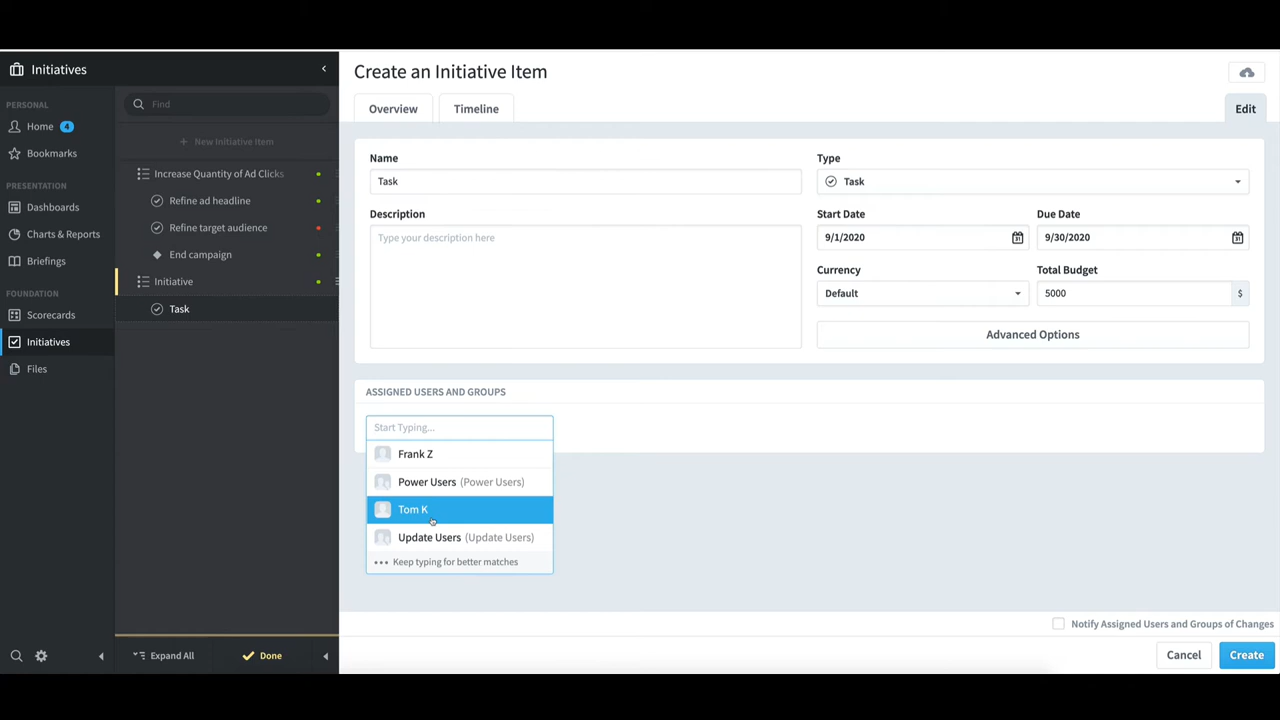 Initiatives
PERSONAL
Home 4
Bookmarks
PRESENTATION
Dashboards
Charts & Reports
Briefings
FOUNDATION
Scorecards
Initiatives
Files
Find
+ New Initiative Item
Increase Quantity of Ad Clicks
Refine ad headline
Refine target audience
End campaign
Initiative
Task
Expand All
Done
Create an Initiative Item
Overview
Timeline
Edit
Name
Task
Description
Type your description here
Type
Task
Start Date
Due Date
9/1/2020
9/30/2020
Currency
Total Budget
Default
5000 $
Advanced Options
ASSIGNED USERS AND GROUPS
Start Typing...
Frank Z
Power Users (Power Users)
Tom K
Update Users (Update Users)
••• Keep typing for better matches
Notify Assigned Users and Groups of Changes
Cancel
Create